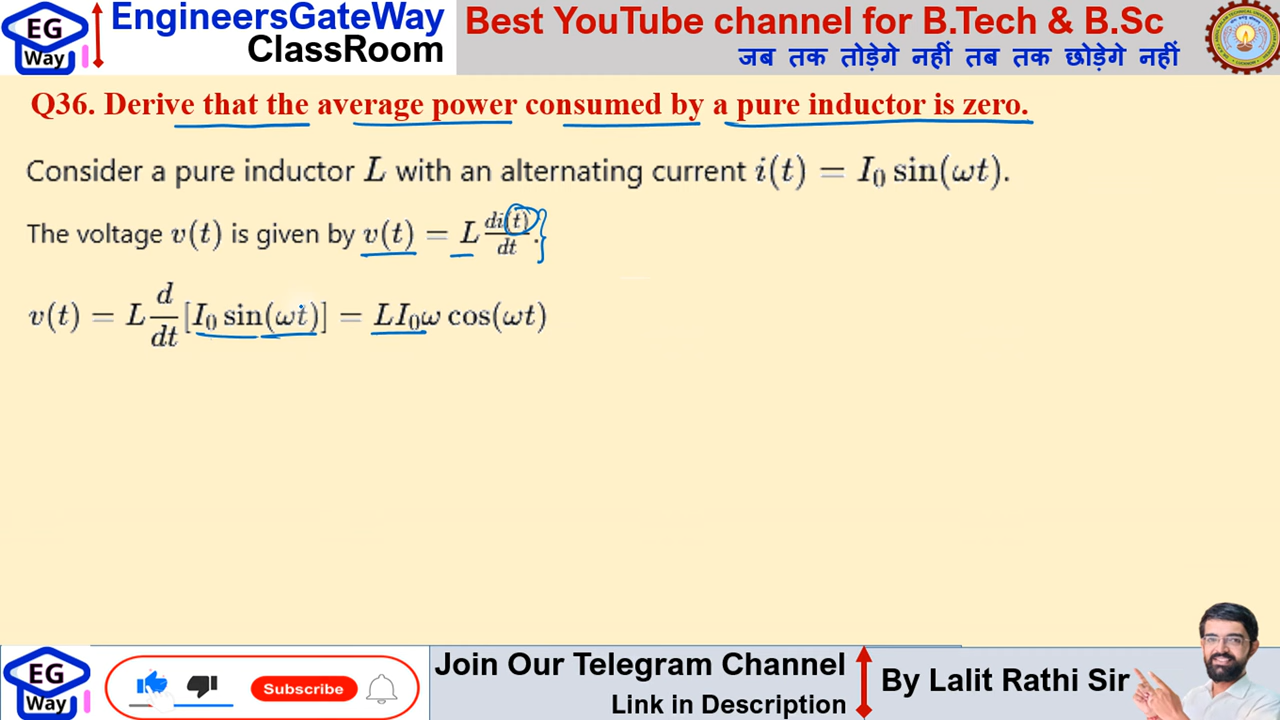 EG
Way
EngineersGateWay
ClassRoom
Best YouTube channel for B.Tech & B.Sc
जब तक तोड़ेगे नहीं तब तक छोड़ेगे नहीं
Q36. Derive that the average power consumed by a pure inductor is zero.
Consider a pure inductor L with an alternating current i(t) = I₀ sin(ωt).
The voltage v(t) is given by v(t) = L di(t)/dt.
v(t) = L d/dt [I₀ sin(ωt)] = LI₀ω cos(ωt)
EG
Way
Subscribe
Join Our Telegram Channel
Link in Description
By Lalit Rathi Sir